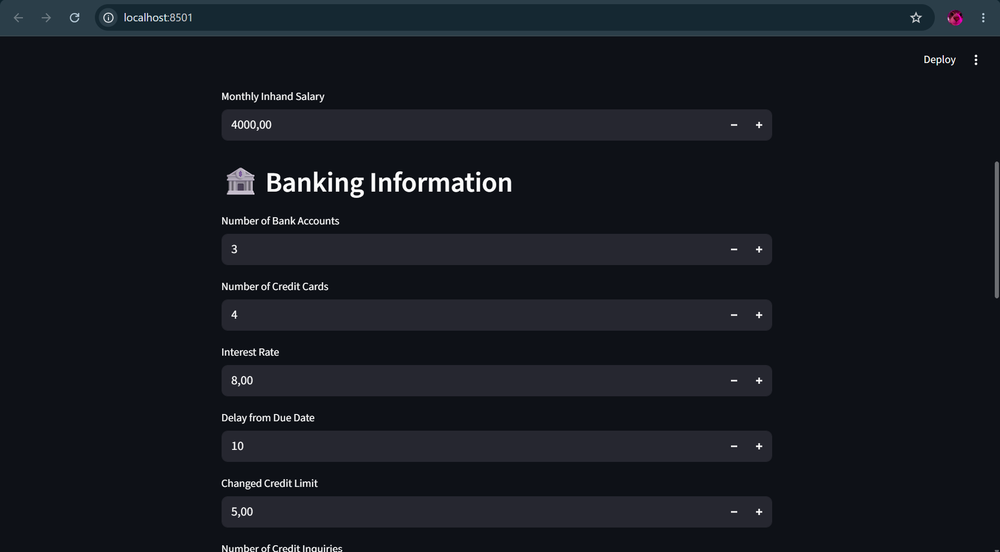 localhost:8501
Deploy
Monthly Inhand Salary
4000,00
Banking Information
Number of Bank Accounts
3
Number of Credit Cards
4
Interest Rate
8,00
Delay from Due Date
10
Changed Credit Limit
5,00
Number of Credit Inquiries